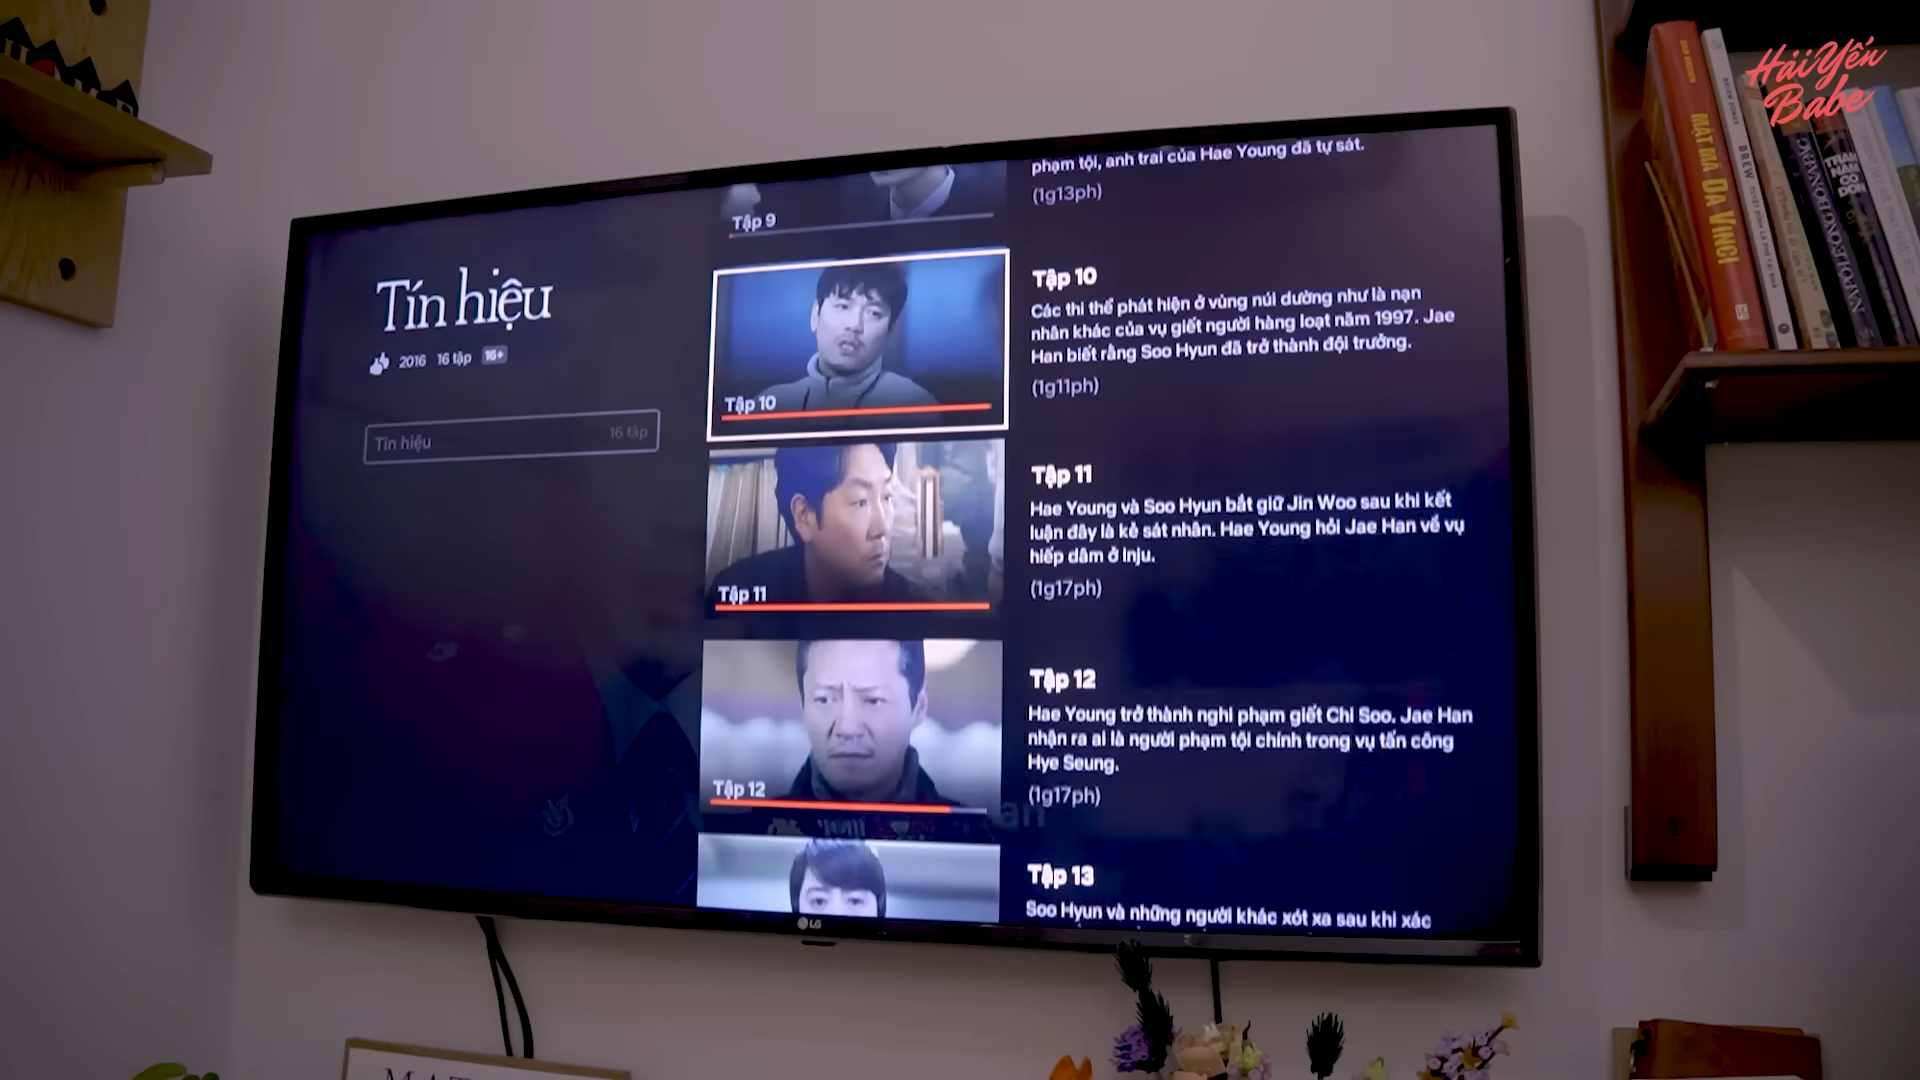 Hải Yến
Babe
phạm tội, anh trai của Hae Young đã tự sát.
(1g13ph)
Tập 9
Tín hiệu
2016 16 tập 16+
Tín hiệu 16 tập
Tập 10
Tập 10
Các thi thể phát hiện ở vùng núi dường như là nạn
nhân khác của vụ giết người hàng loạt năm 1997. Jae
Han biết rằng Soo Hyun đã trở thành đội trưởng.
(1g11ph)
Tập 11
Tập 11
Hae Young và Soo Hyun bắt giữ Jin Woo sau khi kết
luận đây là kẻ sát nhân. Hae Young hỏi Jae Han về vụ
hiếp dâm ở Inju.
(1g17ph)
Tập 12
Tập 12
Hae Young trở thành nghi phạm giết Chi Soo. Jae Han
nhận ra ai là người phạm tội chính trong vụ tấn công
Hye Seung.
(1g17ph)
Tập 13
Soo Hyun và những người khác xót xa sau khi xác
LG
MẬT MÃ DA VINCI
BREW
NAPOLEON